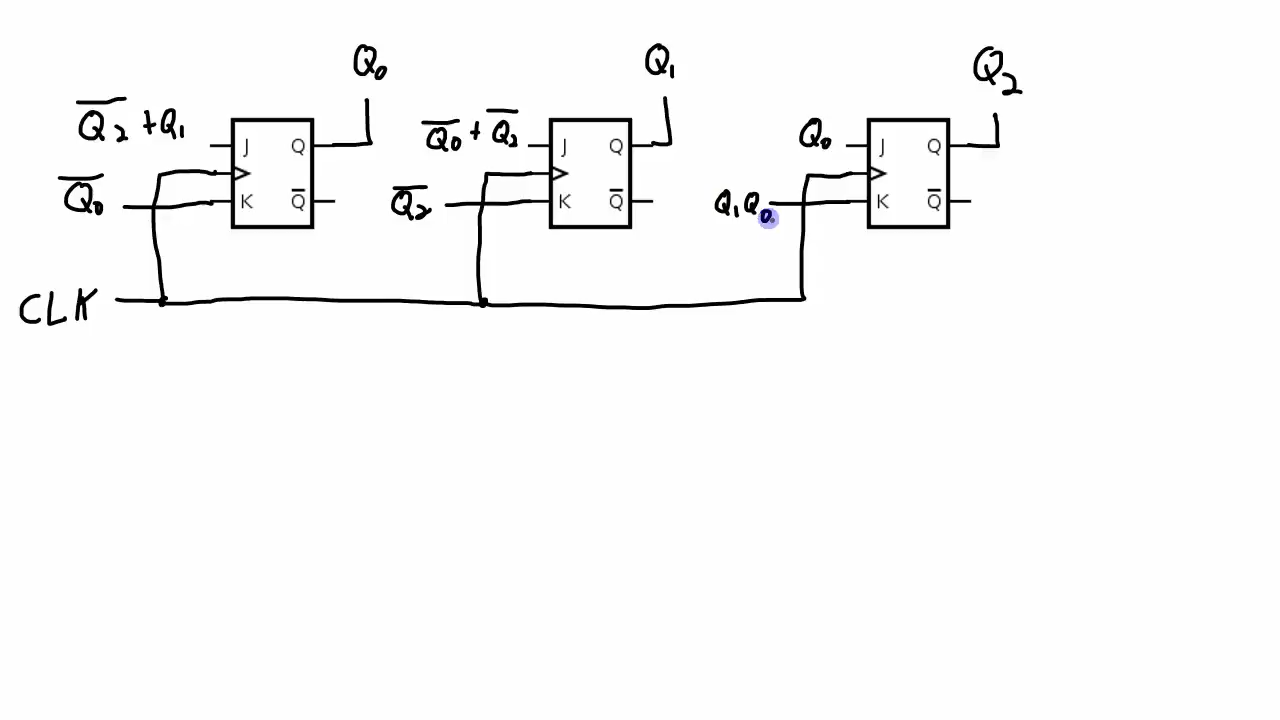 Q₀ Q₁ Q₂
Q̅₂ + Q₁ J Q Q̅₀ + Q̅₂ J Q Q₀ J Q
Q̅₀ K Q̅ Q̅₂ K Q̅ Q₁Q₀ K Q̅
CLK